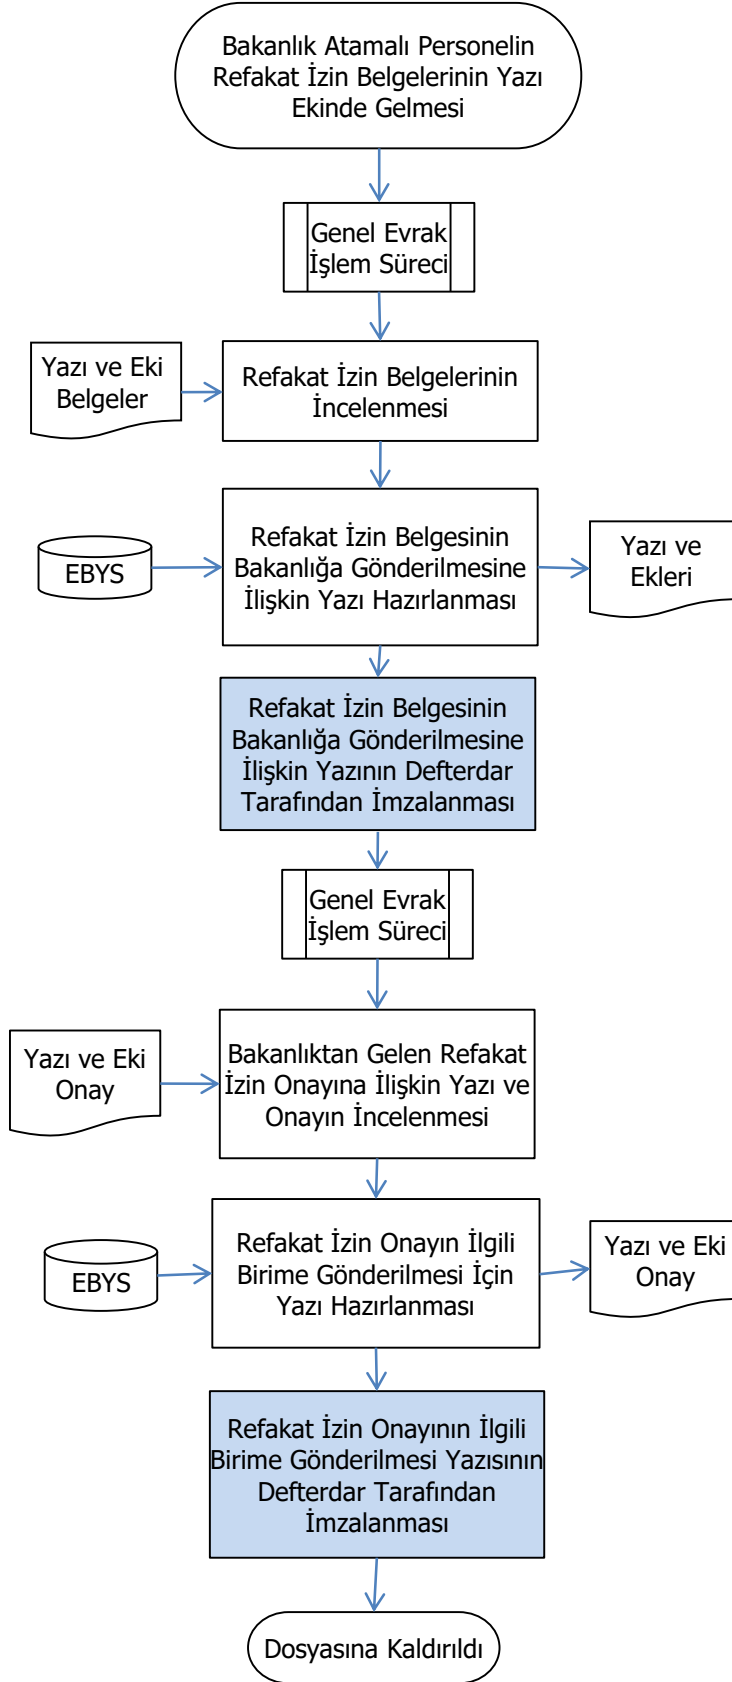 Bakanlık Atamalı Personelin
Refakat İzin Belgelerinin Yazı
Ekinde Gelmesi
Genel Evrak
İşlem Süreci
Yazı ve Eki
Belgeler
Refakat İzin Belgelerinin
İncelenmesi
EBYS
Refakat İzin Belgesinin
Bakanlığa Gönderilmesine
İlişkin Yazı Hazırlanması
Yazı ve
Ekleri
Refakat İzin Belgesinin
Bakanlığa Gönderilmesine
İlişkin Yazının Defterdar
Tarafından İmzalanması
Genel Evrak
İşlem Süreci
Yazı ve Eki
Onay
Bakanlıktan Gelen Refakat
İzin Onayına İlişkin Yazı ve
Onayın İncelenmesi
EBYS
Refakat İzin Onayın İlgili
Birime Gönderilmesi İçin
Yazı Hazırlanması
Yazı ve Eki
Onay
Refakat İzin Onayının İlgili
Birime Gönderilmesi Yazısının
Defterdar Tarafından
İmzalanması
Dosyasına Kaldırıldı